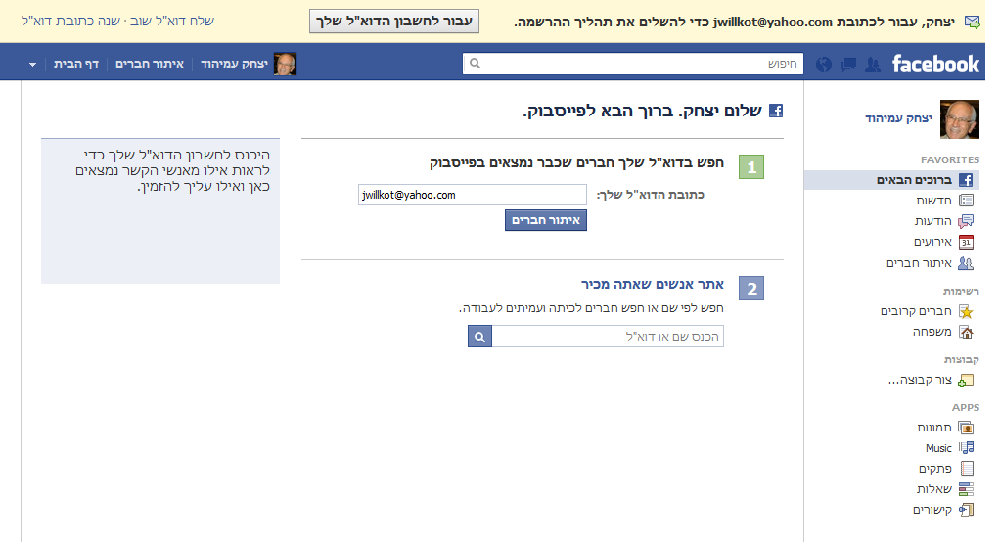 יצחק, עבור לכתובת jwillkot@yahoo.com כדי להשלים את תהליך ההרשמה.
עבור לחשבון הדוא"ל שלך
שלח דוא"ל שוב · שנה כתובת דוא"ל
facebook
חיפוש
יצחק עמיהוד
איתור חברים
דף הבית
יצחק עמיהוד
FAVORITES
ברוכים הבאים
חדשות
הודעות
31
אירועים
איתור חברים
רשימות
חברים קרובים
משפחה
קבוצות
צור קבוצה...
APPS
תמונות
Music
פתקים
שאלות
קישורים
שלום יצחק. ברוך הבא לפייסבוק.
1
חפש בדוא"ל שלך חברים שכבר נמצאים בפייסבוק
כתובת הדוא"ל שלך:
jwillkot@yahoo.com
איתור חברים
2
אתר אנשים שאתה מכיר
חפש לפי שם או חפש חברים לכיתה ועמיתים לעבודה.
הכנס שם או דוא"ל
היכנס לחשבון הדוא"ל שלך כדי
לראות אילו מאנשי הקשר נמצאים
כאן ואילו עליך להזמין.